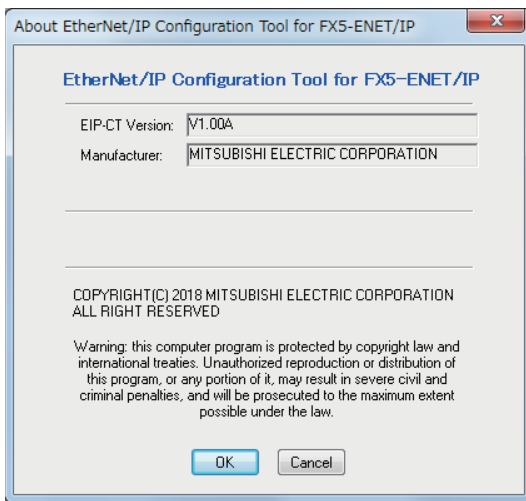 About EtherNet/IP Configuration Tool for FX5-ENET/IP
EtherNet/IP Configuration Tool for FX5-ENET/IP
EIP-CT Version: V1.00A
Manufacturer: MITSUBISHI ELECTRIC CORPORATION
COPYRIGHT(C) 2018 MITSUBISHI ELECTRIC CORPORATION
ALL RIGHT RESERVED
Warning: this computer program is protected by copyright law and
international treaties. Unauthorized reproduction or distribution of
this program, or any portion of it, may result in severe civil and
criminal penalties, and will be prosecuted to the maximum extent
possible under the law.
OK Cancel